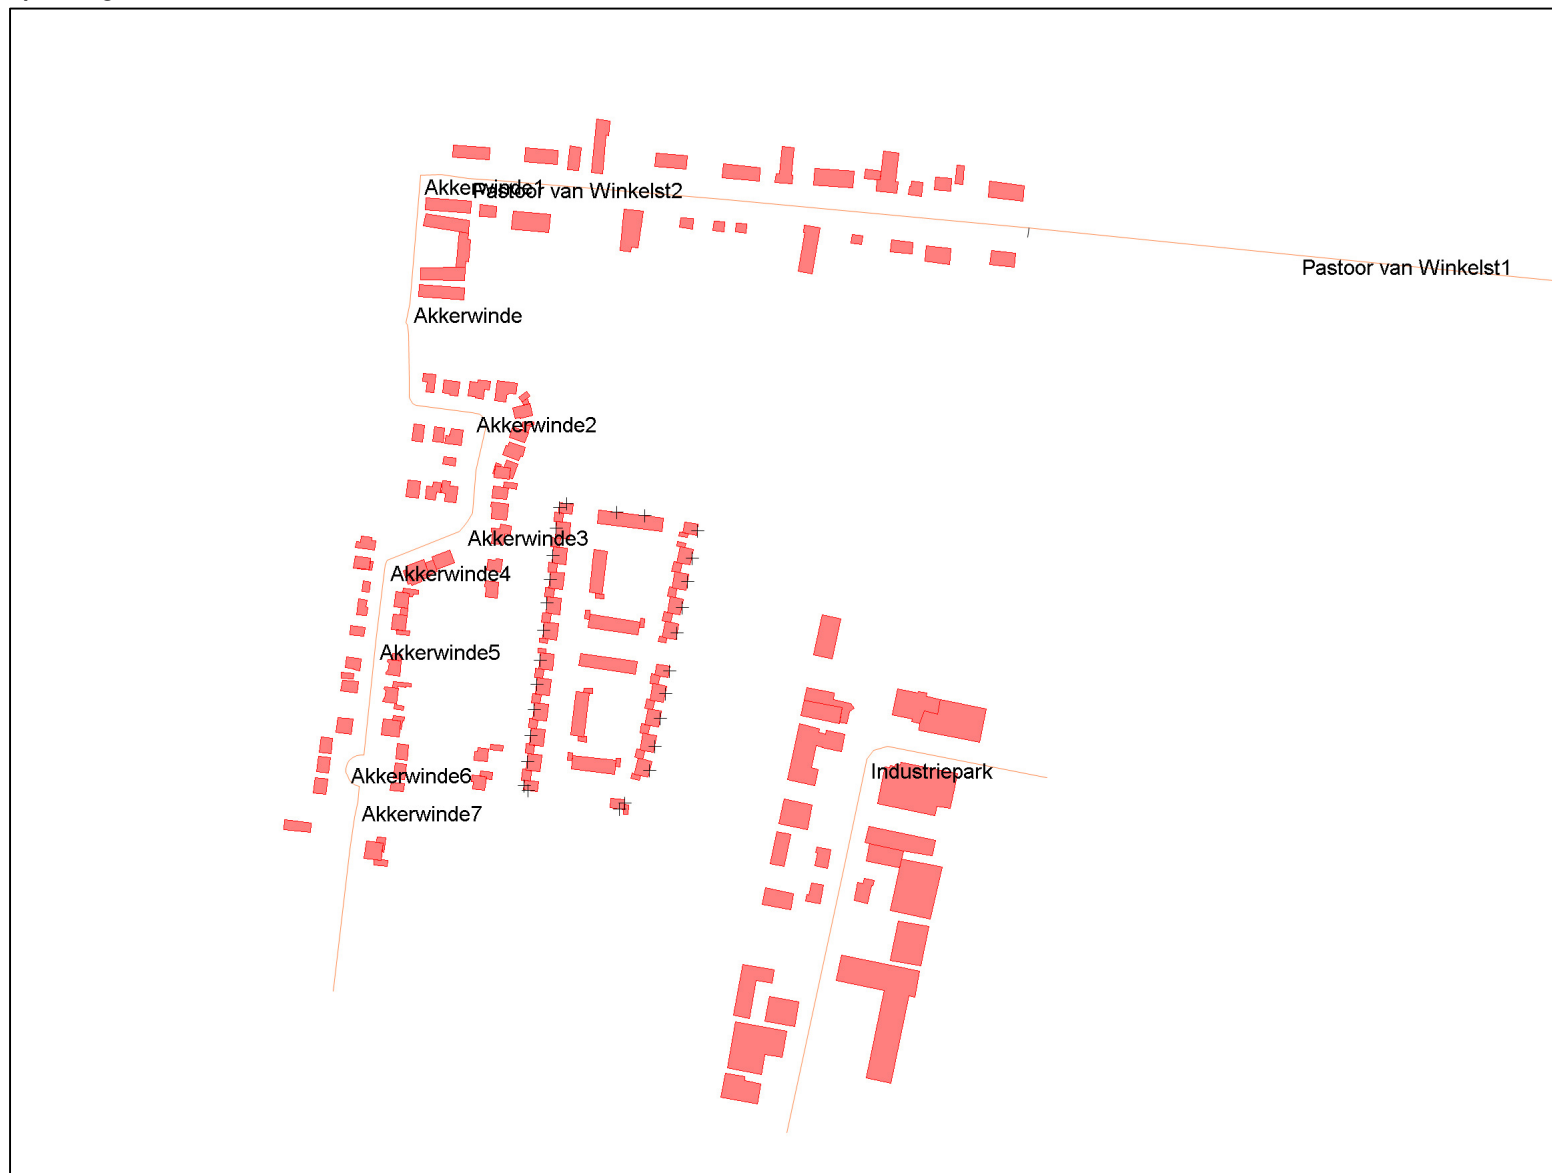 Akkerwinde1
Pastoor van Winkelst2
Pastoor van Winkelst1
Akkerwinde
Akkerwinde2
Akkerwinde3
Akkerwinde4
Akkerwinde5
Industriepark
Akkerwinde6
Akkerwinde7